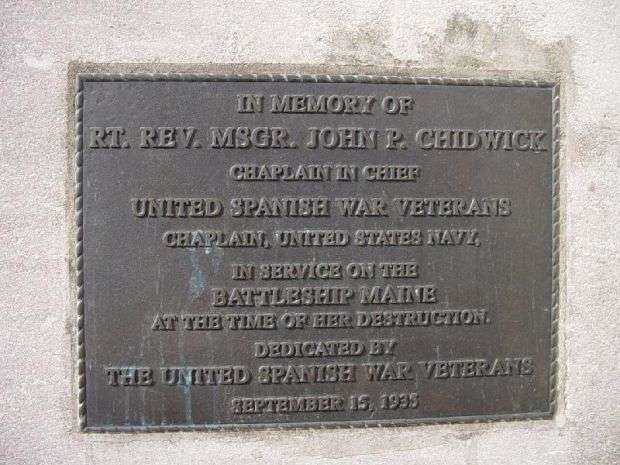 IN MEMORY OF
RT. REV. MSGR. JOHN P. CHIDWICK
CHAPLAIN IN CHIEF
UNITED SPANISH WAR VETERANS
CHAPLAIN, UNITED STATES NAVY,
IN SERVICE ON THE
BATTLESHIP MAINE
AT THE TIME OF HER DESTRUCTION.
DEDICATED BY
THE UNITED SPANISH WAR VETERANS
SEPTEMBER 15, 1935